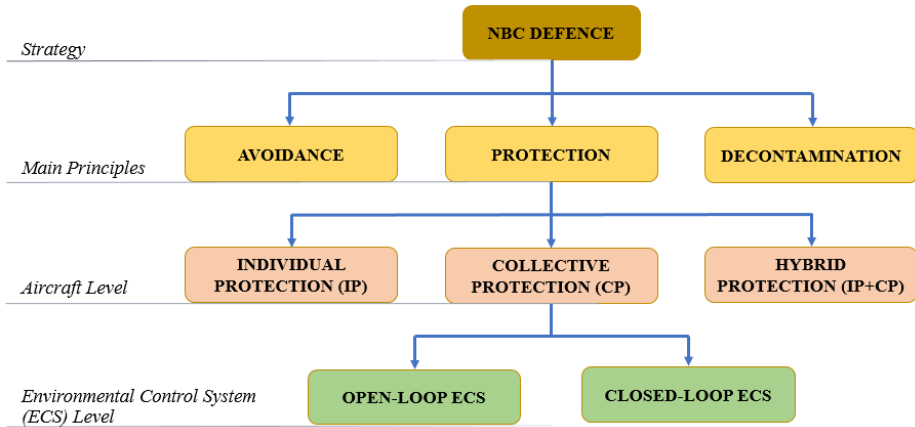 NBC DEFENCE
Strategy
AVOIDANCE
PROTECTION
DECONTAMINATION
Main Principles
INDIVIDUAL
PROTECTION (IP)
COLLECTIVE
PROTECTION (CP)
HYBRID
PROTECTION (IP+CP)
Aircraft Level
OPEN-LOOP ECS
CLOSED-LOOP ECS
Environmental Control System
(ECS) Level